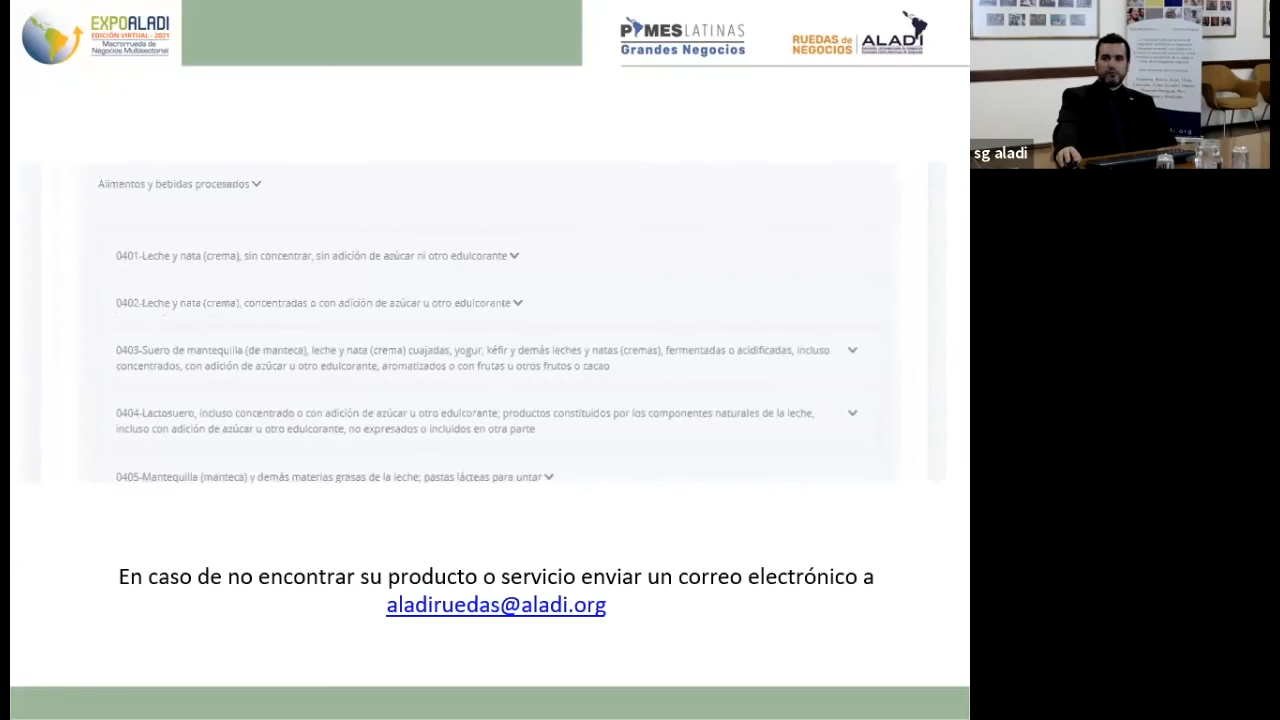 EXPOALADI
EDICIÓN VIRTUAL - 2021
Macrorrueda de
Negocios Multisectorial
PYMESLATINAS
Grandes Negocios
RUEDAS de
NEGOCIOS
ALADI
sg aladi
Alimentos y bebidas procesados
0401-Leche y nata (crema), sin concentrar, sin adición de azúcar ni otro edulcorante
0402-Leche y nata (crema), concentradas o con adición de azúcar u otro edulcorante
0403-Suero de mantequilla (de manteca), leche y nata (crema) cuajadas, yogur, kéfir y demás leches y natas (cremas), fermentadas o acidificadas, incluso
concentrados, con adición de azúcar u otro edulcorante, aromatizados o con frutas u otros frutos o cacao
0404-Lactosuero, incluso concentrado o con adición de azúcar u otro edulcorante; productos constituidos por los componentes naturales de la leche,
incluso con adición de azúcar u otro edulcorante, no expresados o incluidos en otra parte
0405-Mantequilla (manteca) y demás materias grasas de la leche; pastas lácteas para untar
En caso de no encontrar su producto o servicio enviar un correo electrónico a
aladiruedas@aladi.org